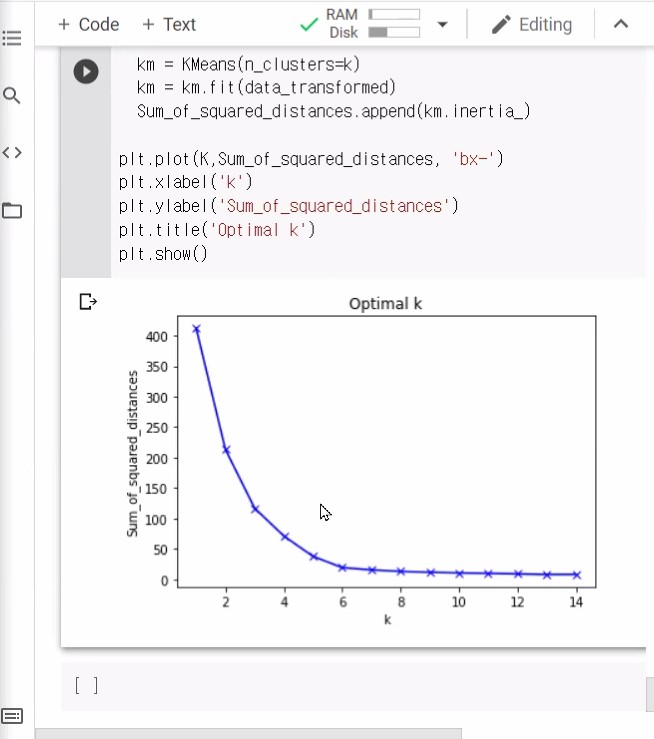 + Code + Text
RAM
Disk
Editing
km = KMeans(n_clusters=k)
km = km.fit(data_transformed)
Sum_of_squared_distances.append(km.inertia_)
plt.plot(K,Sum_of_squared_distances, 'bx-')
plt.xlabel('k')
plt.ylabel('Sum_of_squared_distances')
plt.title('Optimal k')
plt.show()
Optimal k
Sum_of_squared_distances
400
350
300
250
200
150
100
50
0
2 4 6 8 10 12 14
k
[ ]